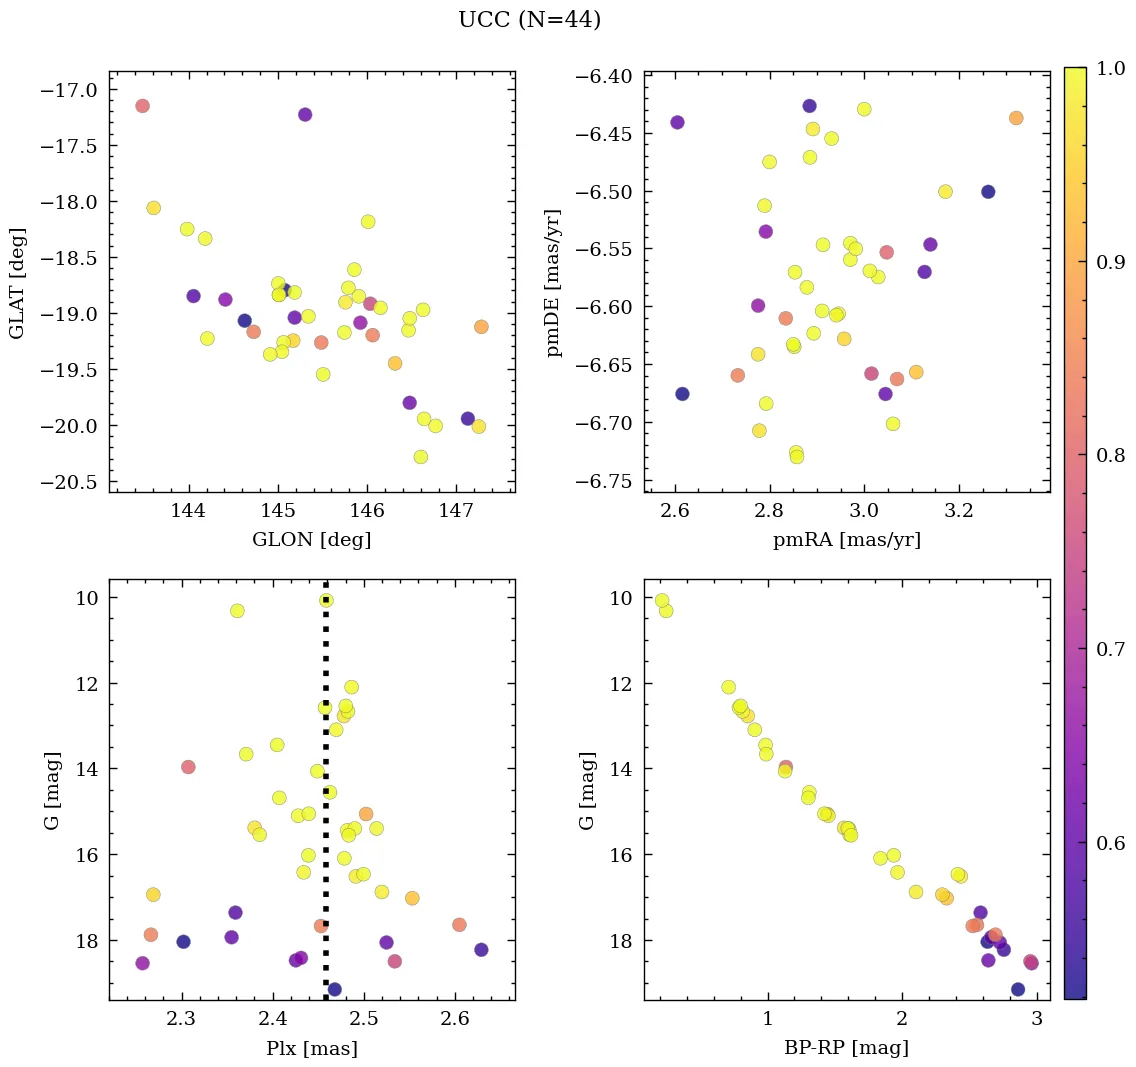 UCC (N=44)
−17.0
−17.5
−18.0
−18.5
−19.0
−19.5
−20.0
−20.5
GLAT [deg]
144 145 146 147
GLON [deg]
−6.40
−6.45
−6.50
−6.55
−6.60
−6.65
−6.70
−6.75
pmDE [mas/yr]
2.6 2.8 3.0 3.2
pmRA [mas/yr]
1.0
0.9
0.8
0.7
0.6
10
12
14
16
18
G [mag]
2.3 2.4 2.5 2.6
Plx [mas]
10
12
14
16
18
G [mag]
1 2 3
BP-RP [mag]